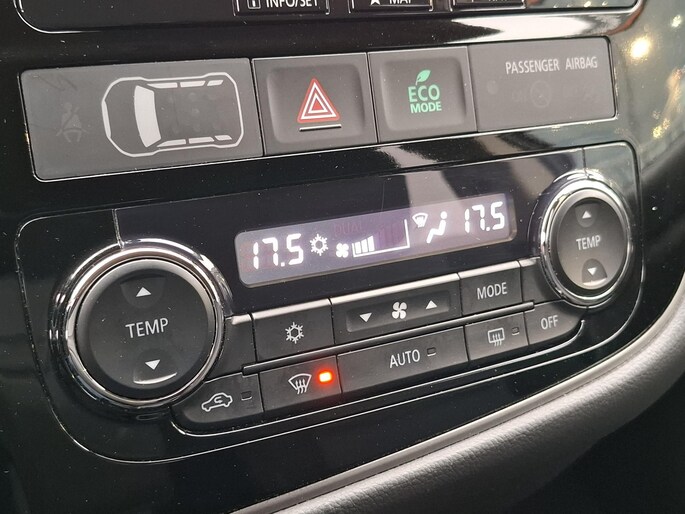 INFO/SET
MAP
ECO
MODE
PASSENGER AIRBAG
17.5
17.5
TEMP
TEMP
MODE
AUTO
OFF